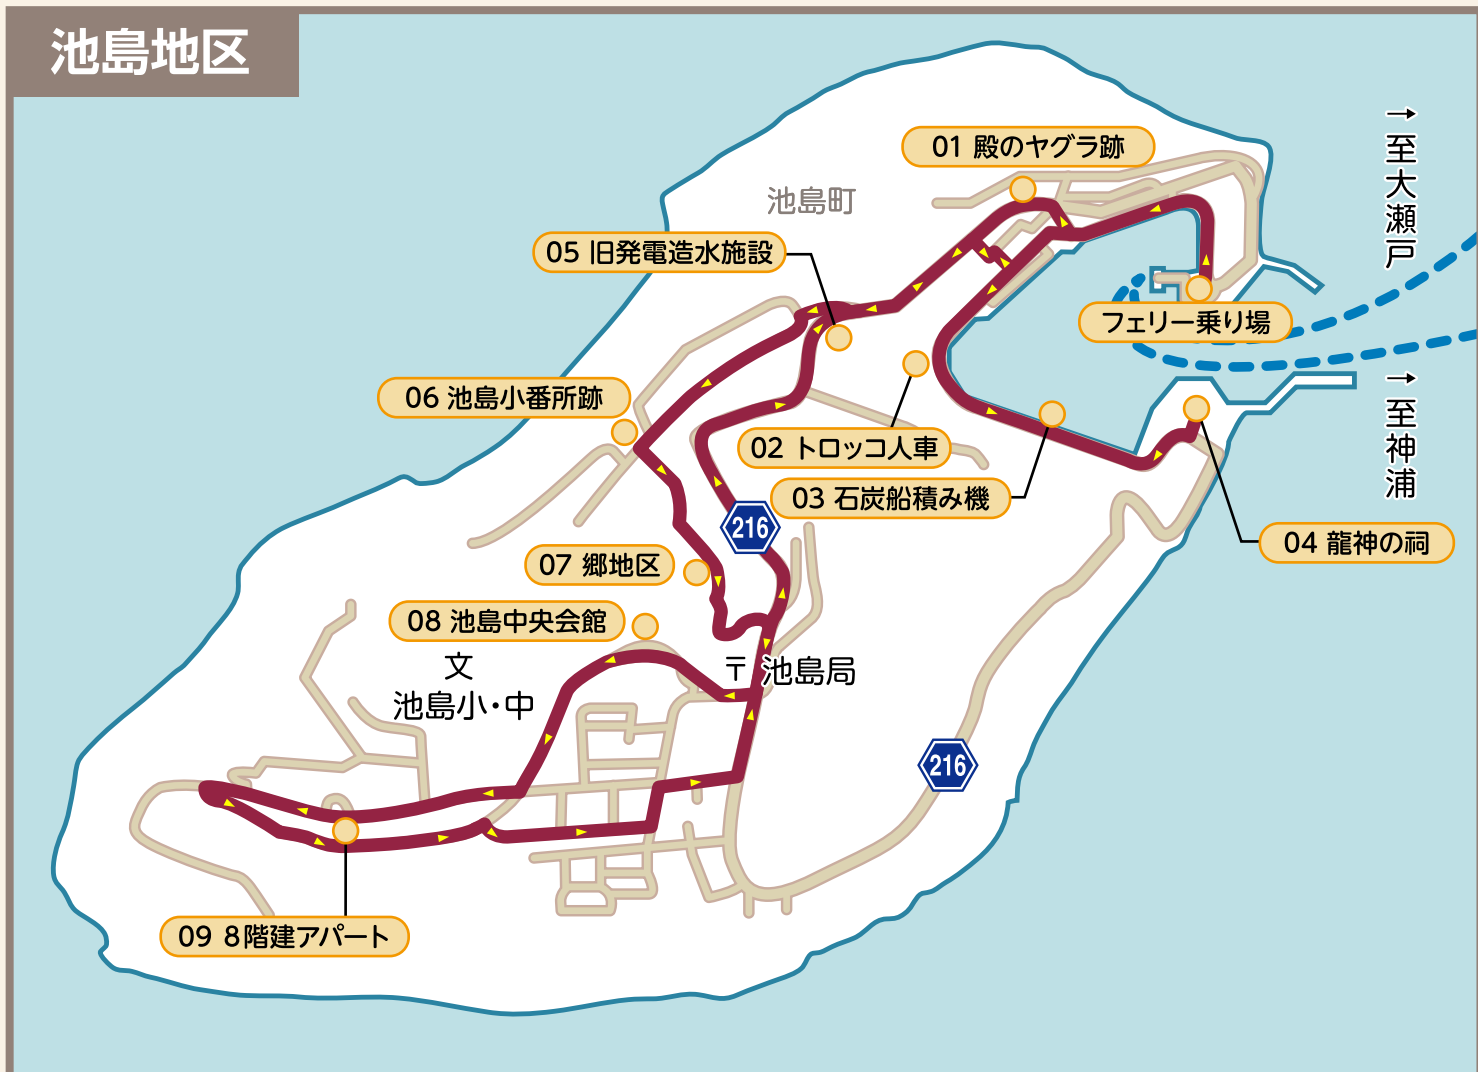 池島地区
01 殿のヤグラ跡
→至大瀬戸
池島町
05 旧発電造水施設
フェリー乗り場
06 池島小番所跡
→至神浦
02 トロッコ人車
03 石炭船積み機
216
04 龍神の祠
07 郷地区
08 池島中央会館
文
池島小・中
〒 池島局
216
09 8階建アパート